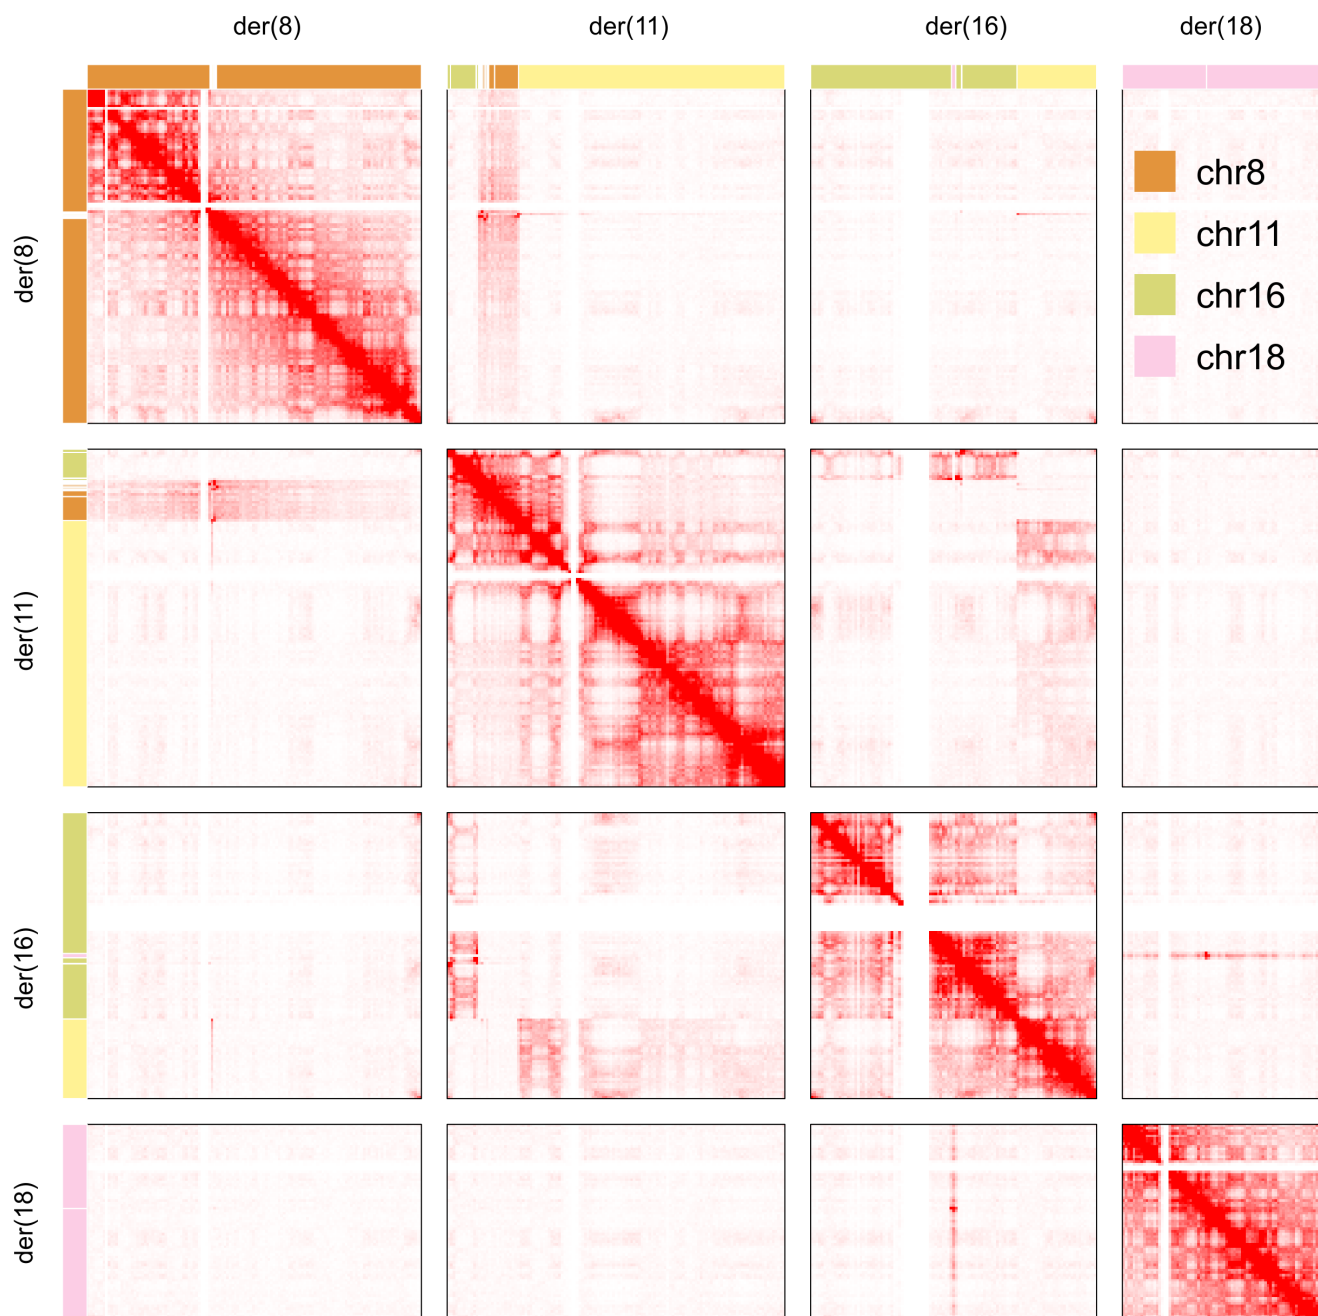 der(8)
der(11)
der(16)
der(18)
chr8
chr11
chr16
chr18
der(8)
der(11)
der(16)
der(18)